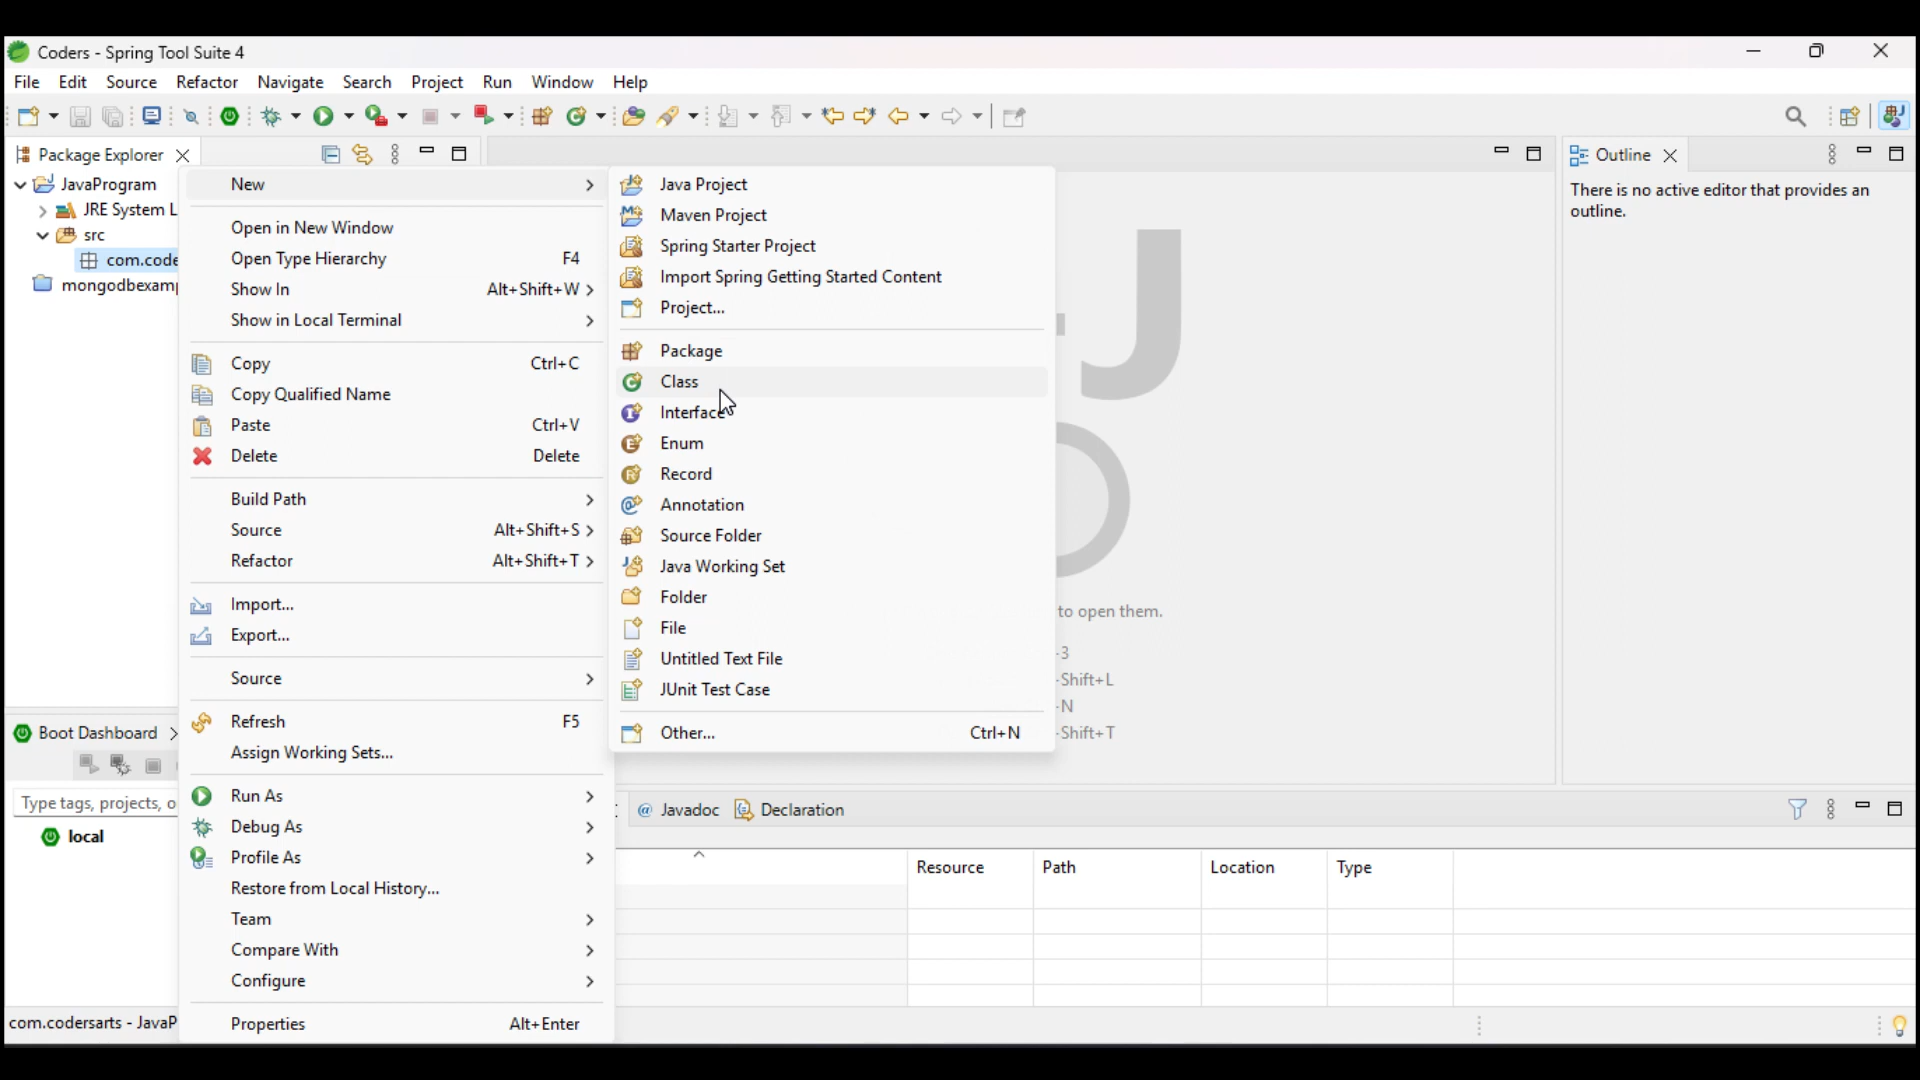 Coders - Spring Tool Suite 4
File Edit Source Refactor Navigate Search Project Run Window Help
Package Explorer
JavaProgram
JRE System L
src
com.code
mongodbexam
New
Open in New Window
Open Type Hierarchy F4
Show In Alt+Shift+W
Show in Local Terminal
Copy Ctrl+C
Copy Qualified Name
Paste Ctrl+V
Delete Delete
Build Path
Source Alt+Shift+S
Refactor Alt+Shift+T
Import...
Export...
Source
Refresh F5
Assign Working Sets...
Run As
Debug As
Profile As
Restore from Local History...
Team
Compare With
Configure
Properties Alt+Enter
Java Project
Maven Project
Spring Starter Project
Import Spring Getting Started Content
Project...
Package
Class
Interface
Enum
Record
Annotation
Source Folder
Java Working Set
Folder
File
Untitled Text File
JUnit Test Case
Other... Ctrl+N
to open them.
-3
-Shift+L
-N
-Shift+T
Outline
There is no active editor that provides an
outline.
Boot Dashboard
Type tags, projects, o
local
@ Javadoc Declaration
Resource Path Location Type
com.codersarts - JavaP